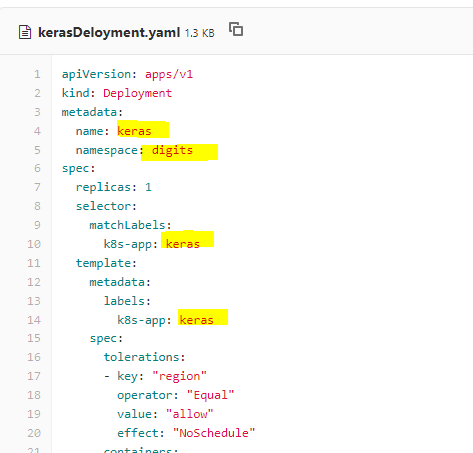 kerasDeloyment.yaml 1.3 KB
1 apiVersion: apps/v1
2 kind: Deployment
3 metadata:
4   name: keras
5   namespace: digits
6 spec:
7   replicas: 1
8   selector:
9     matchLabels:
10       k8s-app: keras
11   template:
12     metadata:
13       labels:
14         k8s-app: keras
15     spec:
16       tolerations:
17       - key: "region"
18         operator: "Equal"
19         value: "allow"
20         effect: "NoSchedule"
21       containers: